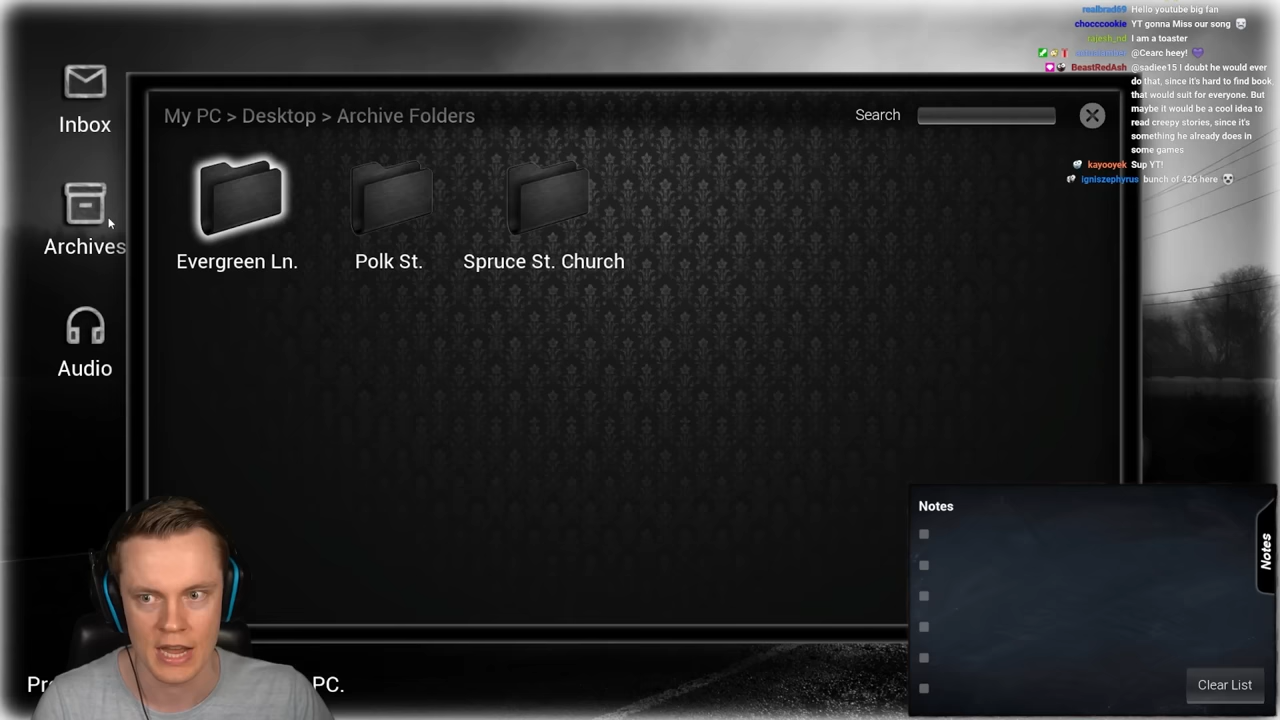 realbrad69 Hello youtube big fan
chocccookie YT gonna Miss our song
rajesh_nd I am a toaster
@Cearc heey!
BeastRedAsh @sadiee15 I doubt he would ever
do that, since it's hard to find book
that would suit for everyone. But
maybe it would be a cool idea to
read creepy stories, since it's
something he already does in
some games
kayooyek Sup YT!
igniszephyrus bunch of 426 here
Inbox
Archives
Audio
My PC > Desktop > Archive Folders
Search
Evergreen Ln.
Polk St.
Spruce St. Church
Notes
Notes
Clear List
PC.